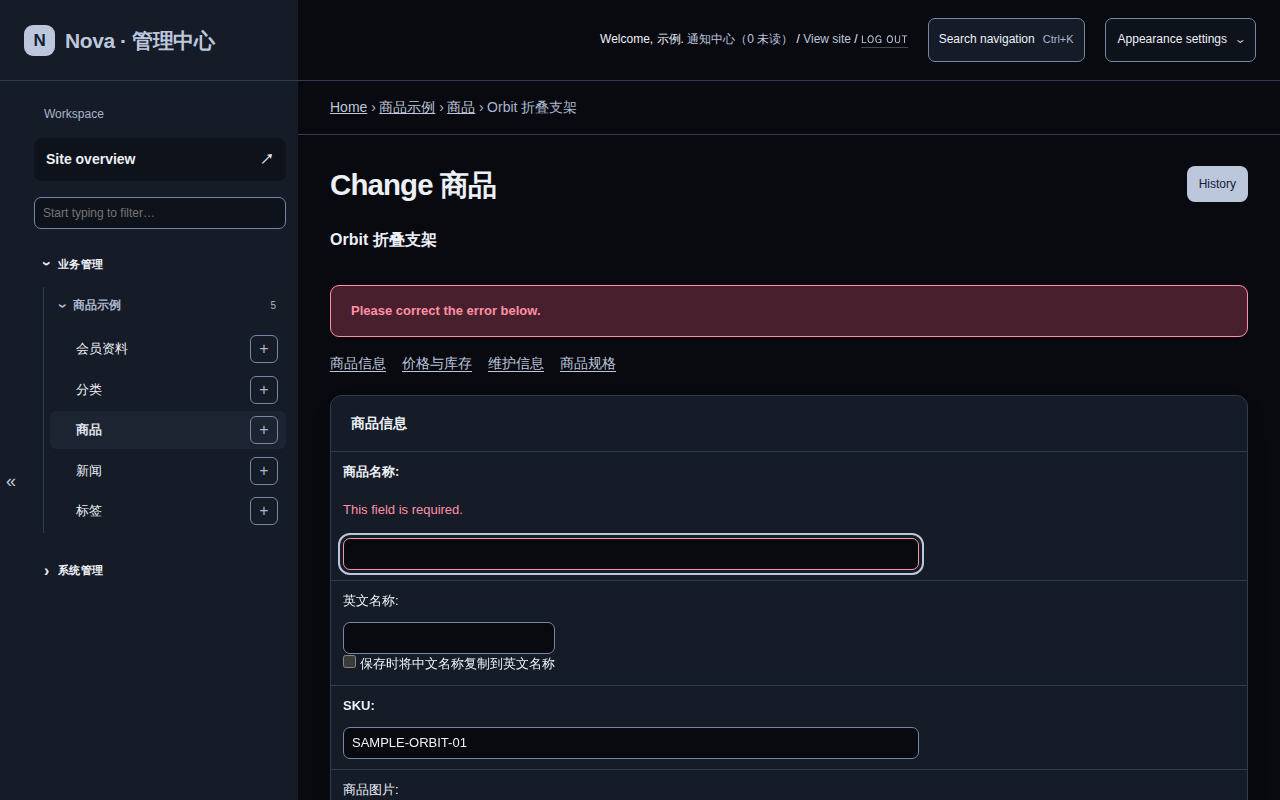 N Nova · 管理中心
Welcome, 示例. 通知中心（0 未读） / View site / LOG OUT
Search navigation Ctrl+K
Appearance settings
Workspace
Site overview ↗
Start typing to filter…
业务管理
商品示例 5
会员资料 +
分类 +
商品 +
新闻 +
标签 +
系统管理
«
Home › 商品示例 › 商品 › Orbit 折叠支架
Change 商品
History
Orbit 折叠支架
Please correct the error below.
商品信息 价格与库存 维护信息 商品规格
商品信息
商品名称:
This field is required.
英文名称:
保存时将中文名称复制到英文名称
SKU:
SAMPLE-ORBIT-01
商品图片: